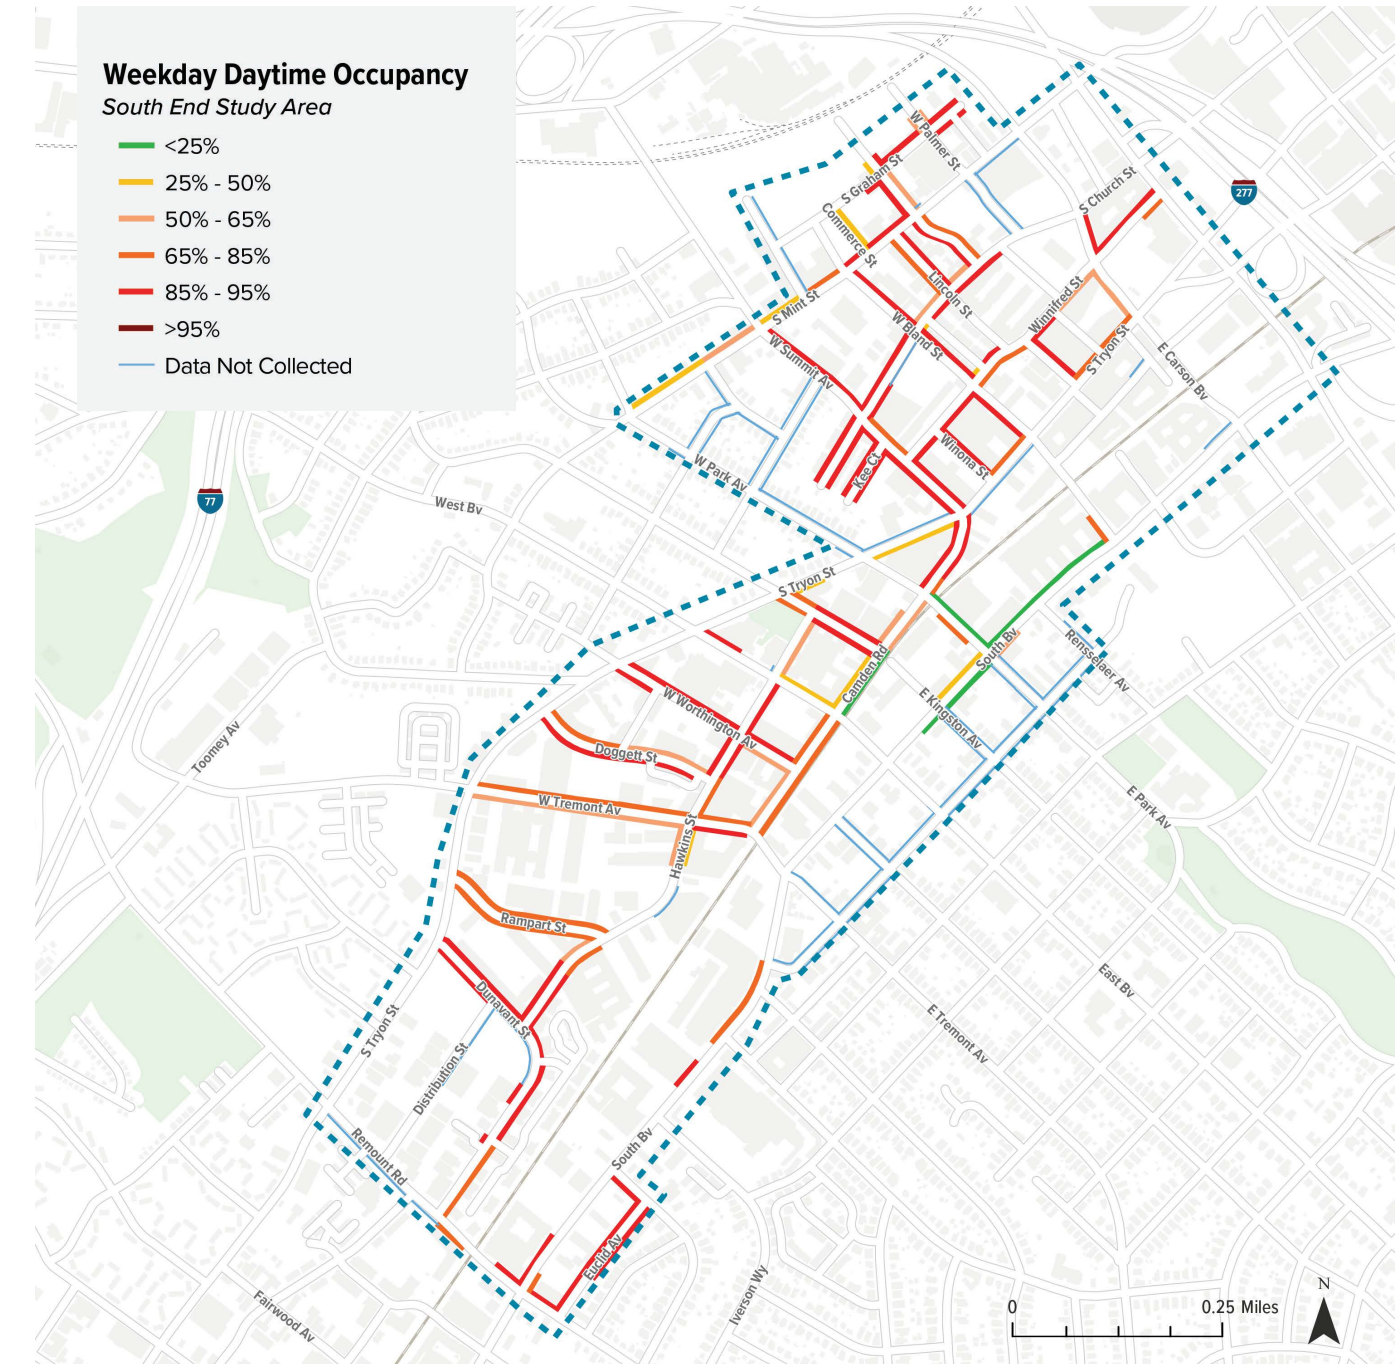 Weekday Daytime Occupancy
South End Study Area
<25%
25% - 50%
50% - 65%
65% - 85%
85% - 95%
>95%
Data Not Collected
W Palmer St
S Graham St
S Church St
277
Commerce St
Lincoln St
Winnifred St
S Mint St
W Bland St
S Tryon St
W Summit Av
E Carson Bv
Winona St
Kee Ct
W Park Av
77
West Bv
S Tryon St
South Bv
Rensselaer Av
Camden Rd
E Kingston Av
W Worthington Av
Toomey Av
Doggett St
W Tremont Av
E Park Av
Hawkins St
Rampart St
East Bv
Dunavant St
S Tryon St
E Tremont Av
Distribution St
Remount Rd
South Bv
Euclid Av
Iverson Wy
Fairwood Av
N
0
0.25 Miles